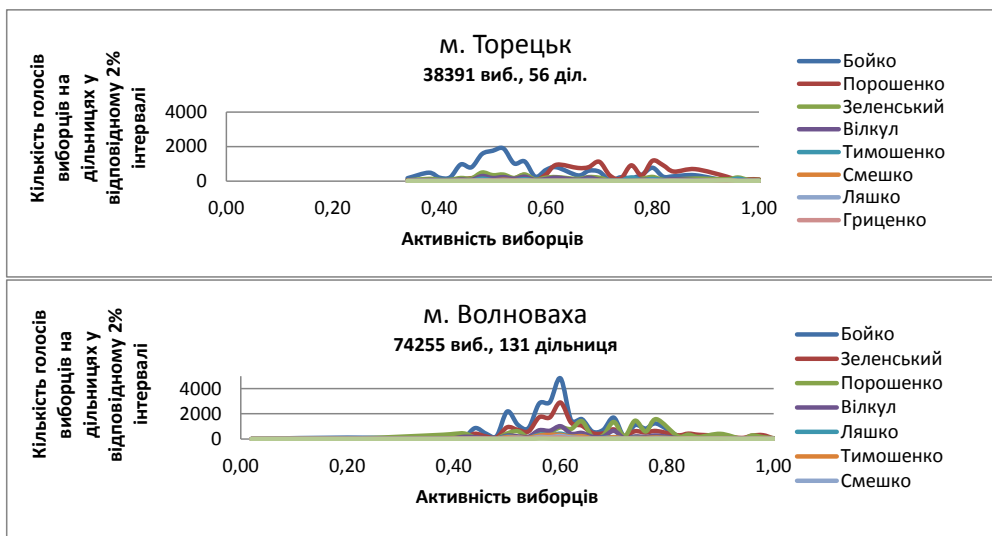 м. Торецьк
38391 виб., 56 діл.
Кількість голосів
виборців на
дільницях у
відповідному 2%
інтервалі
4000
2000
0
0,00 0,20 0,40 0,60 0,80 1,00
Активність виборців
Бойко
Порошенко
Зеленський
Вілкул
Тимошенко
Смешко
Ляшко
Гриценко
м. Волноваха
74255 виб., 131 дільниця
Кількість голосів
виборців на
дільницях у
відповідному 2%
інтервалі
4000
2000
0
0,00 0,20 0,40 0,60 0,80 1,00
Активність виборців
Бойко
Зеленський
Порошенко
Вілкул
Ляшко
Тимошенко
Смешко